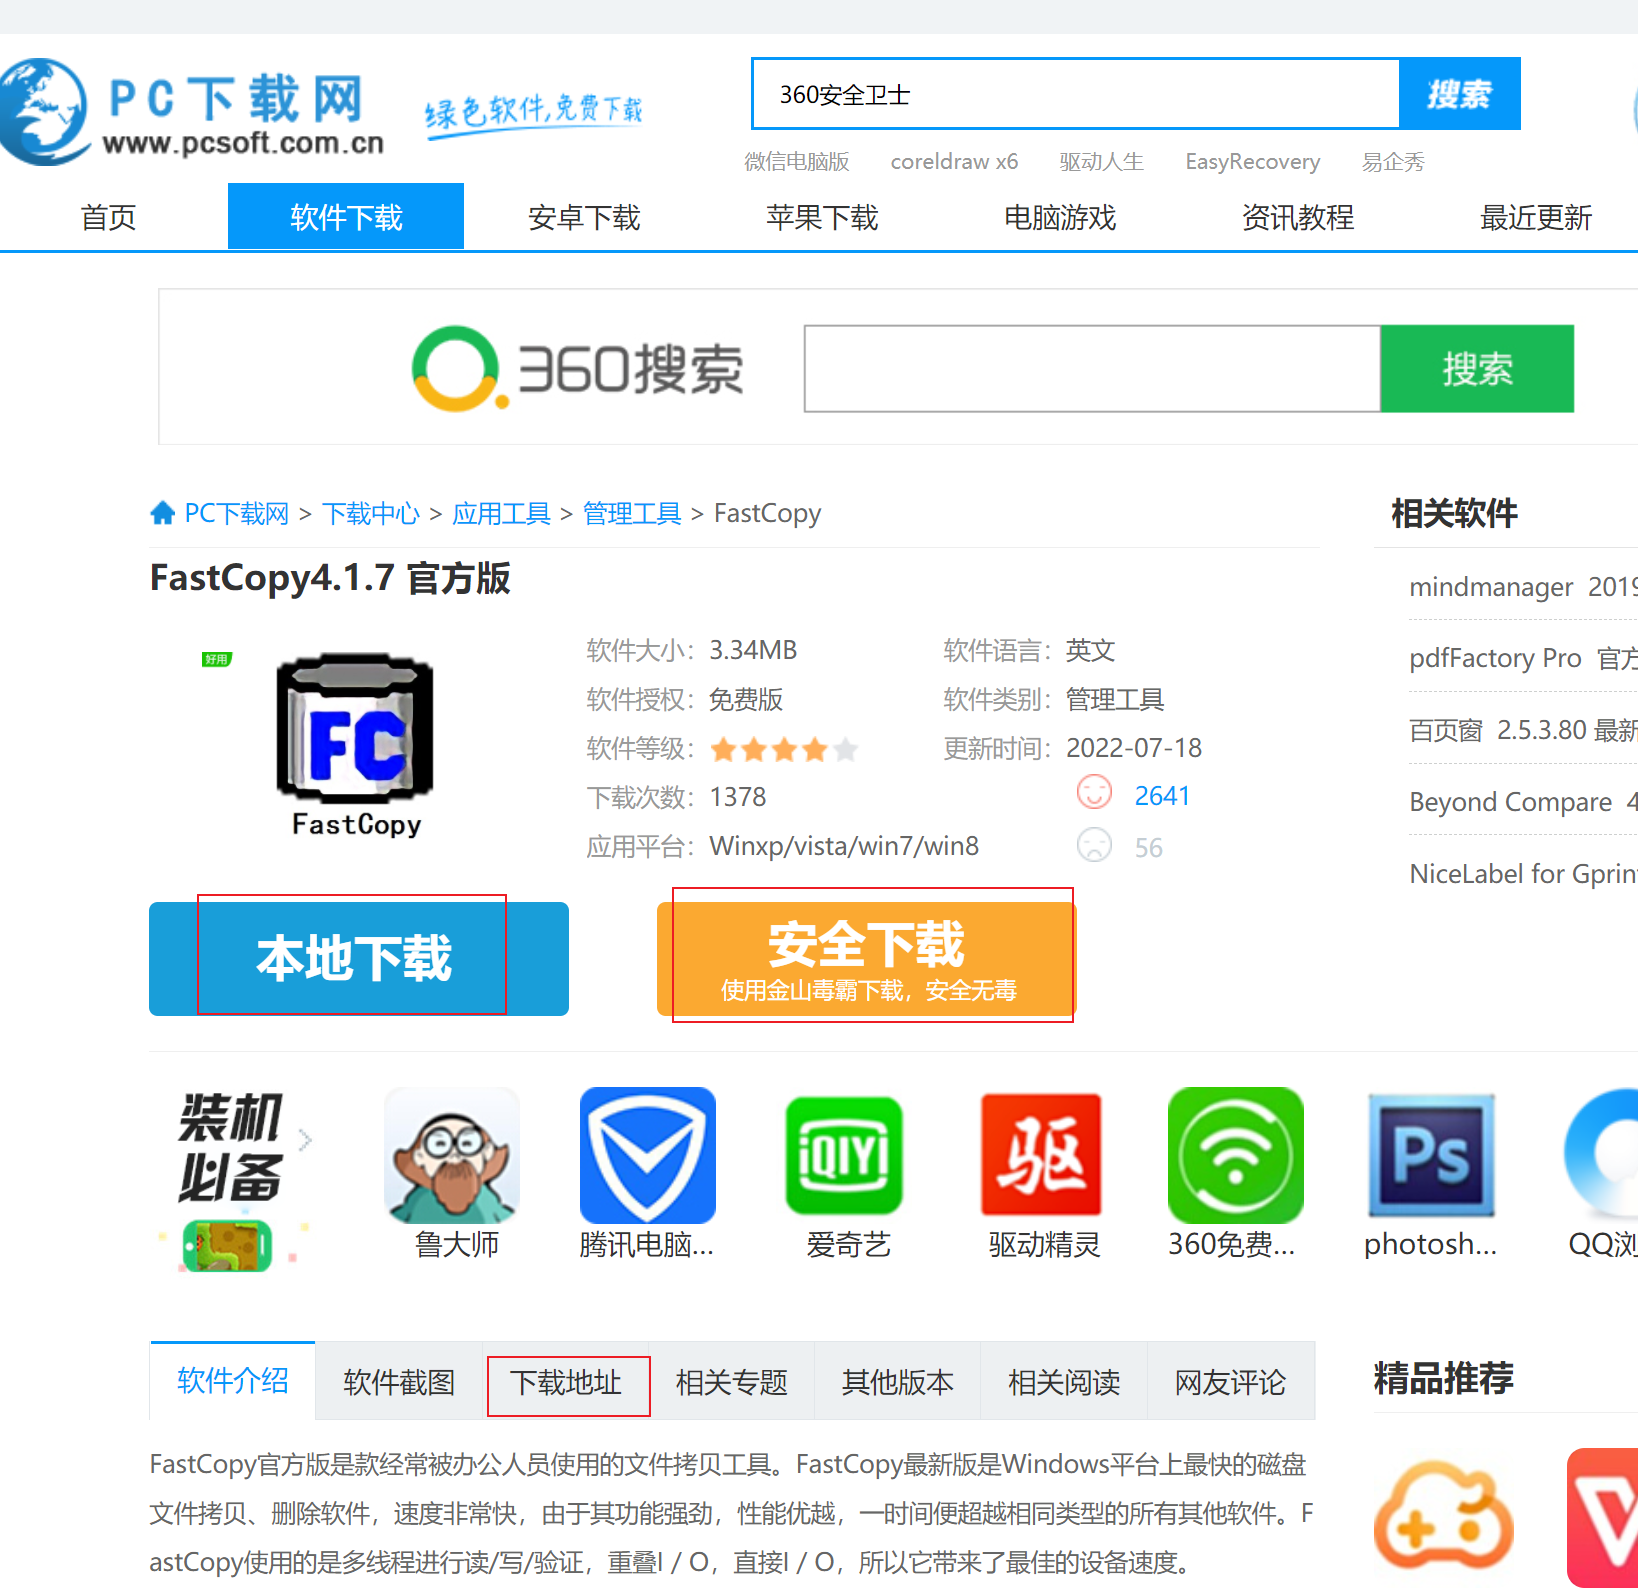 PC下载网
www.pcsoft.com.cn
绿色软件,免费下载
360安全卫士
搜索
微信电脑版 coreldraw x6 驱动人生 EasyRecovery 易企秀
首页 软件下载 安卓下载 苹果下载 电脑游戏 资讯教程 最近更新
360搜索 搜索
PC下载网 > 下载中心 > 应用工具 > 管理工具 > FastCopy
FastCopy4.1.7 官方版
好用
FC
FastCopy
软件大小：3.34MB 软件语言：英文
软件授权：免费版 软件类别：管理工具
软件等级： 更新时间：2022-07-18
下载次数：1378 2641
应用平台：Winxp/vista/win7/win8 56
本地下载
安全下载
使用金山毒霸下载，安全无毒
相关软件
mindmanager 2019
pdfFactory Pro 官方
百页窗 2.5.3.80 最新
Beyond Compare 4
NiceLabel for Gprin
装机
必备
iQIYI
驱
Ps
鲁大师 腾讯电脑... 爱奇艺 驱动精灵 360免费... photosh... QQ浏
软件介绍 软件截图 下载地址 相关专题 其他版本 相关阅读 网友评论
FastCopy官方版是款经常被办公人员使用的文件拷贝工具。FastCopy最新版是Windows平台上最快的磁盘
文件拷贝、删除软件，速度非常快，由于其功能强劲，性能优越，一时间便超越相同类型的所有其他软件。F
astCopy使用的是多线程进行读/写/验证，重叠I / O，直接I / O，所以它带来了最佳的设备速度。
精品推荐